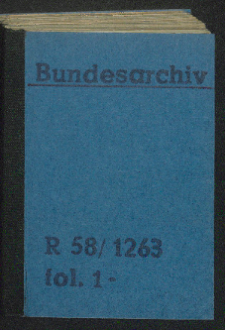 Bundesarchiv
R 58/1263
fol. 1-